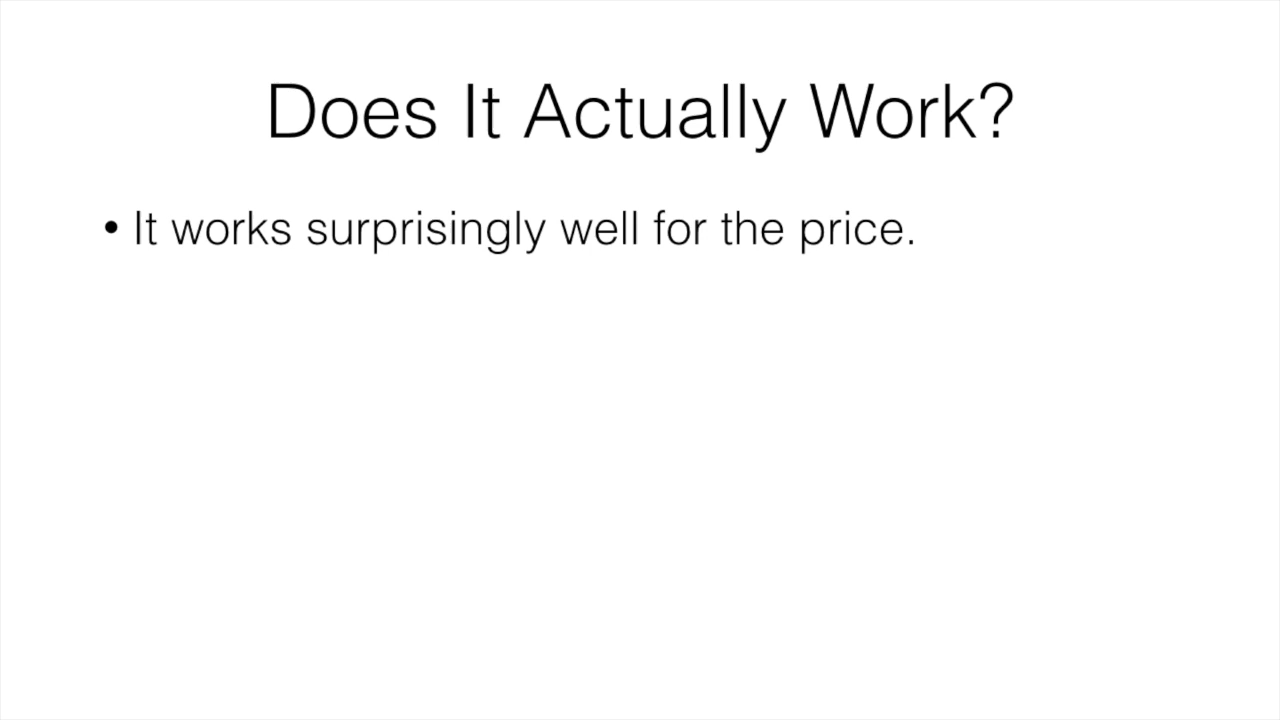 Does It Actually Work?
• It works surprisingly well for the price.